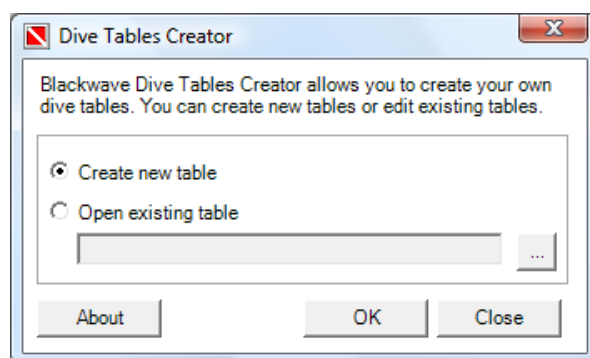 Dive Tables Creator
Blackwave Dive Tables Creator allows you to create your own
dive tables. You can create new tables or edit existing tables.
Create new table
Open existing table
...
About OK Close